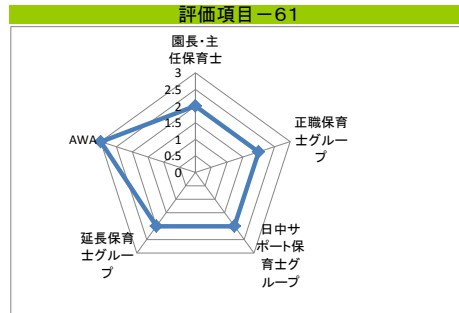 評価項目－61
園長・主
任保育士
3
2.5
2
1.5
1
0.5
0
正職保育
士グルー
プ
日中サ
ポート保
育士グ
ループ
延長保育
士グルー
プ
AWA